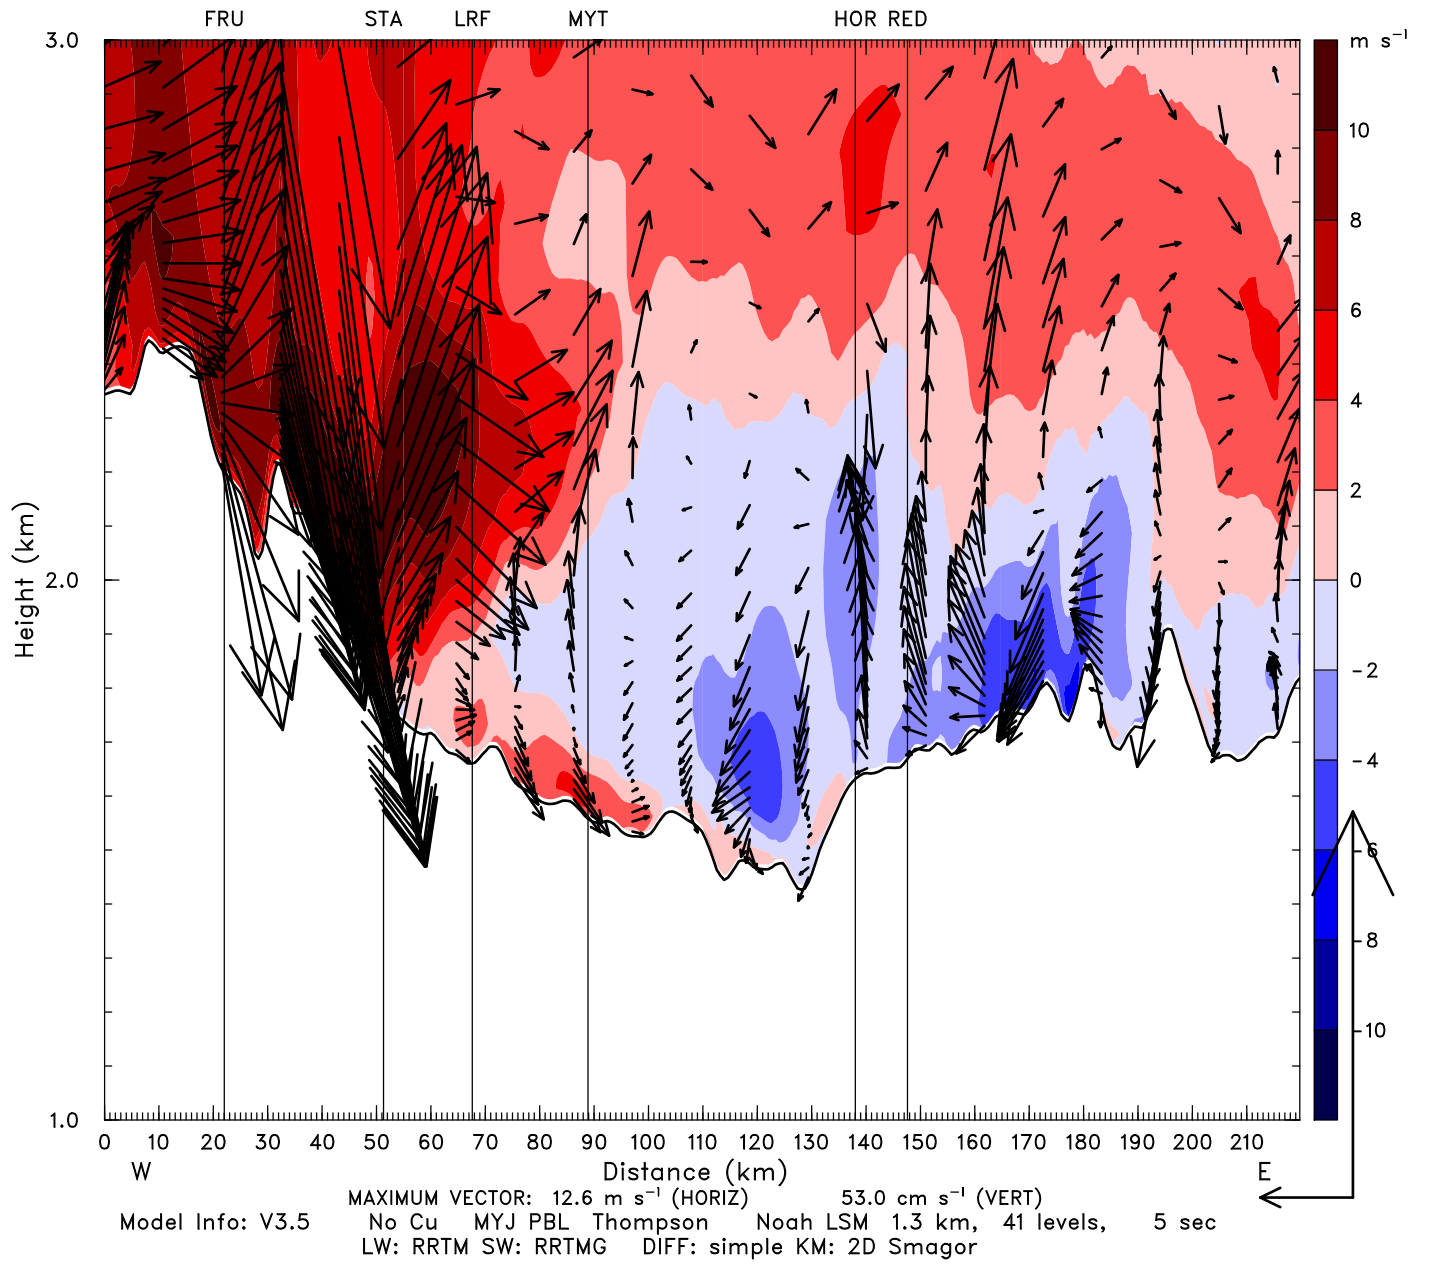 FRU STA LRF MYT HOR RED
3.0
m s⁻¹
10
8
6
4
2
0
-2
-4
-6
-8
-10
Height (km)
2.0
1.0
0 10 20 30 40 50 60 70 80 90 100 110 120 130 140 150 160 170 180 190 200 210
W Distance (km) E
MAXIMUM VECTOR: 12.6 m s⁻¹ (HORIZ) 53.0 cm s⁻¹ (VERT)
Model Info: V3.5 No Cu MYJ PBL Thompson Noah LSM 1.3 km, 41 levels, 5 sec
LW: RRTM SW: RRTMG DIFF: simple KM: 2D Smagor